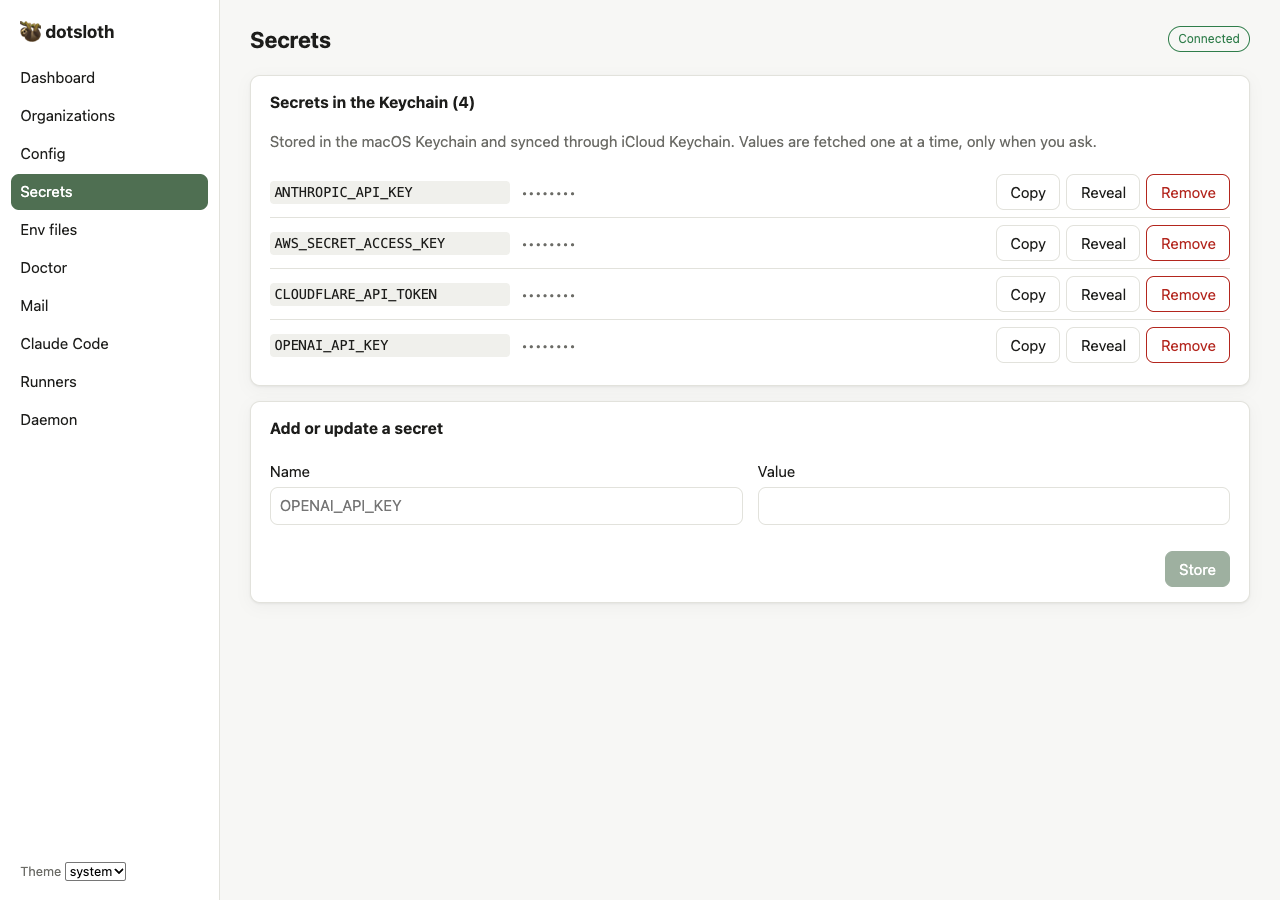 dotsloth
Dashboard
Organizations
Config
Secrets
Env files
Doctor
Mail
Claude Code
Runners
Daemon
Theme system
Secrets
Connected
Secrets in the Keychain (4)
Stored in the macOS Keychain and synced through iCloud Keychain. Values are fetched one at a time, only when you ask.
ANTHROPIC_API_KEY •••••••• Copy Reveal Remove
AWS_SECRET_ACCESS_KEY •••••••• Copy Reveal Remove
CLOUDFLARE_API_TOKEN •••••••• Copy Reveal Remove
OPENAI_API_KEY •••••••• Copy Reveal Remove
Add or update a secret
Name Value
OPENAI_API_KEY
Store